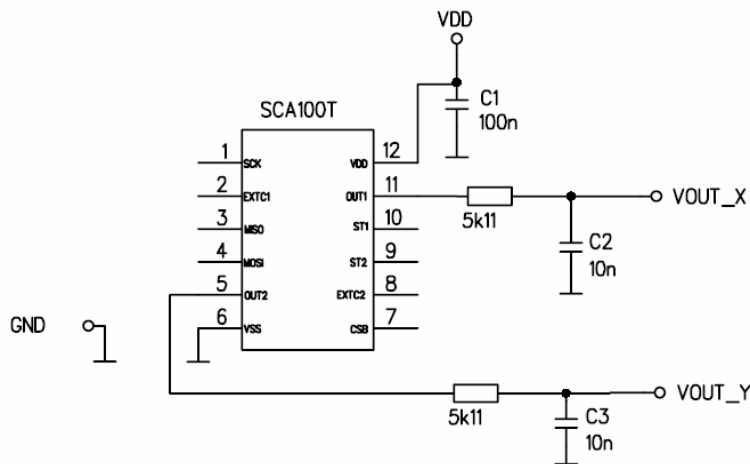 VDD
C1
100n
SCA100T
1 SCK VDD 12
2 EXTC1 OUT1 11
3 MISO ST1 10
4 MOSI ST2 9
5 OUT2 EXTC2 8
6 VSS CSB 7
5k11
VOUT_X
C2
10n
GND
5k11
VOUT_Y
C3
10n